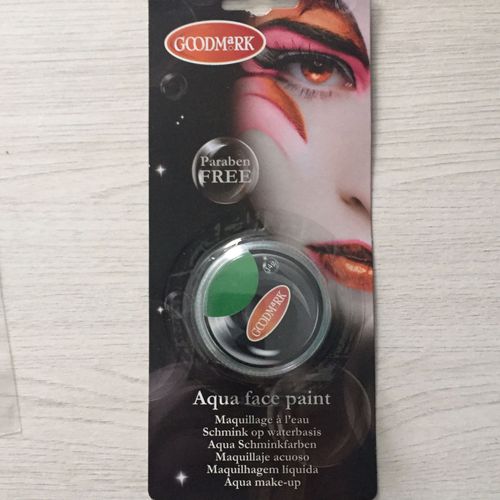 GOODMARK
Paraben
FREE
14g
GOODMARK
Aqua face paint
Maquillage à l'eau
Schmink op waterbasis
Aqua Schminkfarben
Maquillaje acuoso
Maquilhagem líquida
Aqua make-up